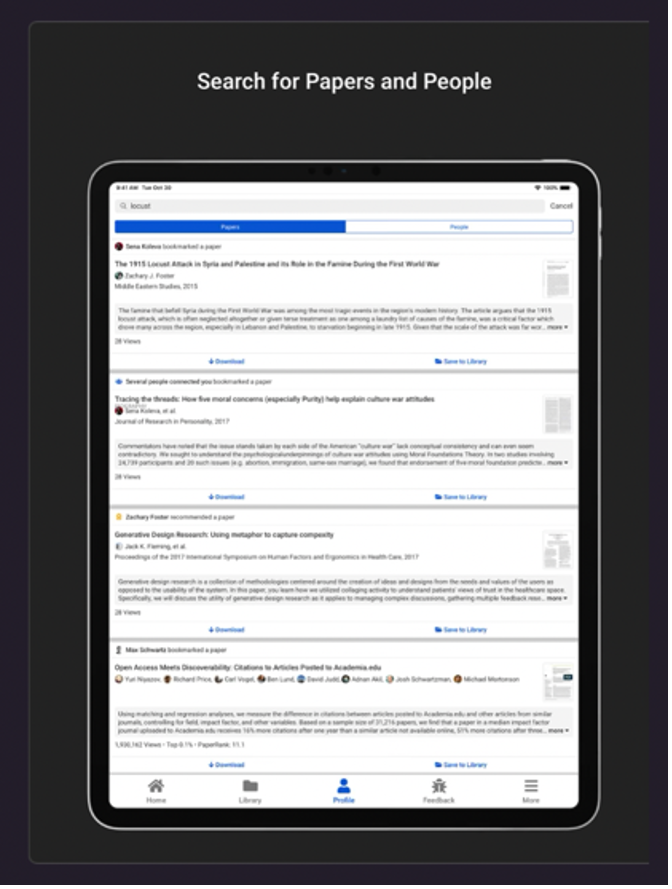 Search for Papers and People
9:41 AM Tue Oct 20
100%
locust
Cancel
Papers
People
Sena Koleva bookmarked a paper
The 1915 Locust Attack in Syria and Palestine and its Role in the Famine During the First World War
Zachary J. Foster
Middle Eastern Studies, 2015
The famine that befell Syria during the First World War was among the most tragic events in the region's modern history. The article argues that the 1915
locust attack, which is often neglected altogether or given terse treatment as one among a laundry list of causes of the famine, was a critical factor which
drove many across the region, especially in Lebanon and Palestine, to starvation beginning in late 1915. Given that the scale of the attack was far wor... more
28 Views
Download
Save to Library
Several people connected you bookmarked a paper
Tracing the threads: How five moral concerns (especially Purity) help explain culture war attitudes
Sena Koleva, et al.
Journal of Research in Personality, 2017
Commentators have noted that the issue stands taken by each side of the American "culture war" lack conceptual consistency and can even seem
contradictory. We sought to understand the psychologicalunderpinnings of culture war attitudes using Moral Foundations Theory. In two studies involving
24,739 participants and 20 such issues (e.g. abortion, immigration, same-sex marriage), we found that endorsement of five moral foundation predicte... more
28 Views
Download
Save to Library
Zachary Foster recommended a paper
Generative Design Research: Using metaphor to capture compexity
Jack K. Fleming, et al.
Proceedings of the 2017 International Symposium on Human Factors and Ergonomics in Health Care, 2017
Generative design research is a collection of methodologies centered around the creation of ideas and designs from the needs and values of the users as
opposed to the usability of the system. In this paper, you learn how we utilized collaging activity to understand patients' views of trust in the healthcare space.
Specifically, we will discuss the utility of generative design research as it applies to managing complex discussions, gathering multiple feedback reso... more
28 Views
Download
Save to Library
Max Schwartz bookmarked a paper
Open Access Meets Discoverability: Citations to Articles Posted to Academia.edu
Yuri Niyazov, Richard Price, Carl Vogel, Ben Lund, David Judd, Adnan Akil, Josh Schwartzman, Michael Mortonson
Using matching and regression analyses, we measure the difference in citations between articles posted to Academia.edu and other articles from similar
journals, controlling for field, impact factor, and other variables. Based on a sample size of 31,216 papers, we find that a paper in a median impact factor
journal uploaded to Academia.edu receives 16% more citations after one year than a similar article not available online, 51% more citations after three... more
1,930,162 Views • Top 0.1% • PaperRank: 11.1
Download
Save to Library
Home
Library
Profile
Feedback
More